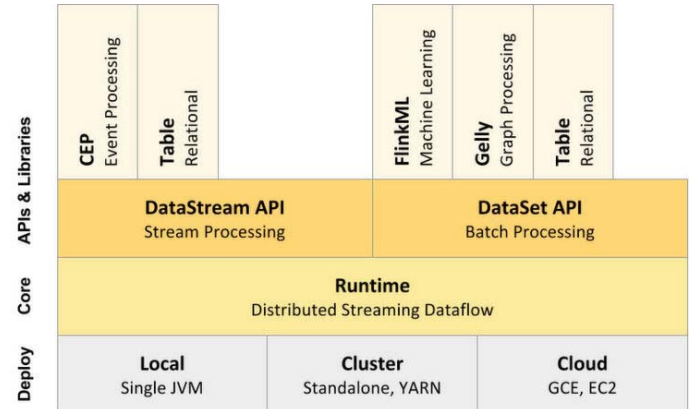 APIs & Libraries
CEP
Event Processing
Table
Relational
FlinkML
Machine Learning
Gelly
Graph Processing
Table
Relational
DataStream API
Stream Processing
DataSet API
Batch Processing
Core
Runtime
Distributed Streaming Dataflow
Deploy
Local
Single JVM
Cluster
Standalone, YARN
Cloud
GCE, EC2